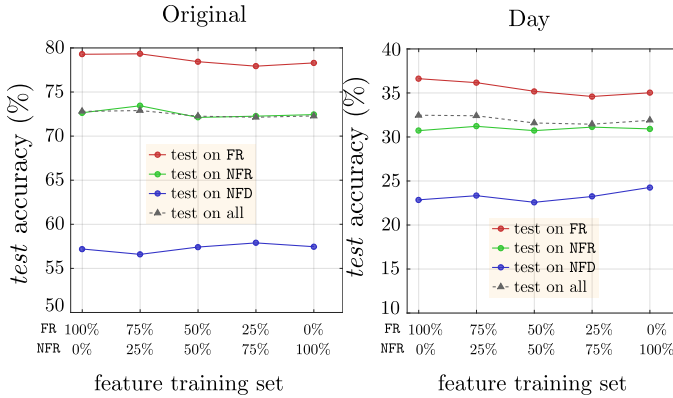 Original
80
75
70
65
60
55
50
test accuracy (%)
test on FR
test on NFR
test on NFD
test on all
FR 100% 75% 50% 25% 0%
NFR 0% 25% 50% 75% 100%
feature training set
Day
40
35
30
25
20
15
10
test accuracy (%)
test on FR
test on NFR
test on NFD
test on all
FR 100% 75% 50% 25% 0%
NFR 0% 25% 50% 75% 100%
feature training set